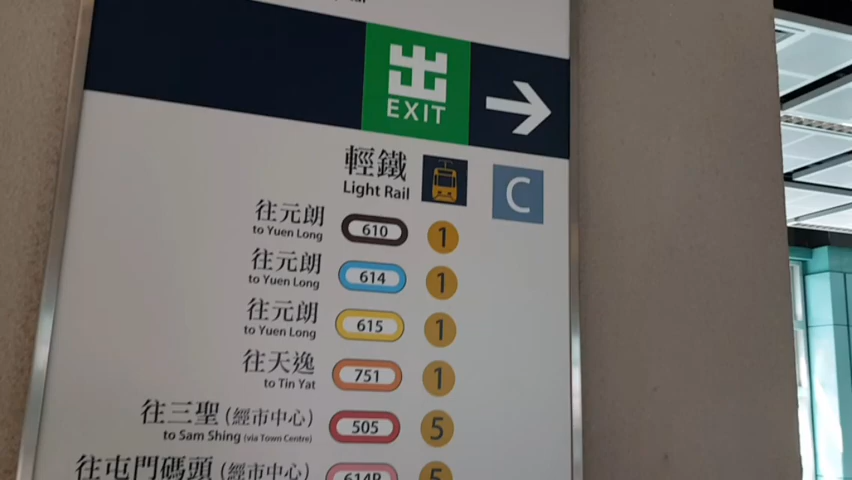 出
EXIT
輕鐵
Light Rail
C
往元朗
to Yuen Long
610
1
往元朗
to Yuen Long
614
1
往元朗
to Yuen Long
615
1
往天逸
to Tin Yat
751
1
往三聖 (經市中心)
to Sam Shing (via Town Centre)
505
5
往屯門碼頭 (經市中心)
614P
5